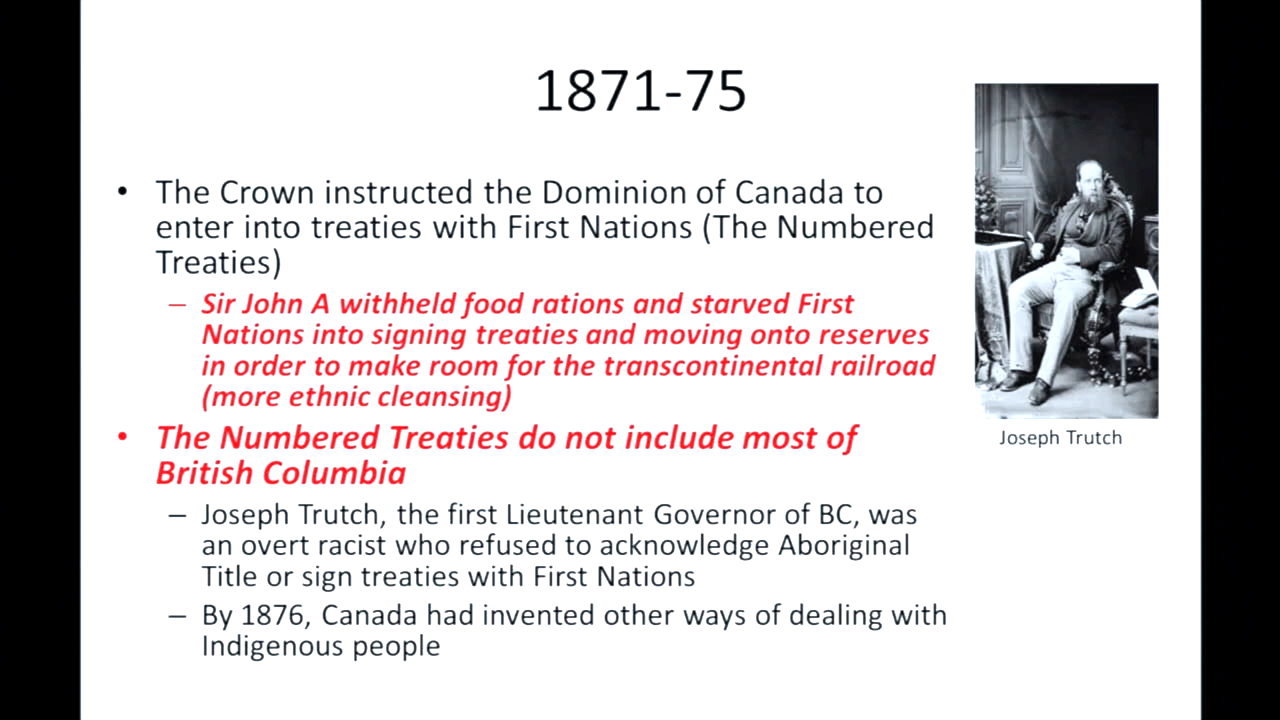 1871-75
• The Crown instructed the Dominion of Canada to
enter into treaties with First Nations (The Numbered
Treaties)
– Sir John A withheld food rations and starved First
Nations into signing treaties and moving onto reserves
in order to make room for the transcontinental railroad
(more ethnic cleansing)
• The Numbered Treaties do not include most of
British Columbia
– Joseph Trutch, the first Lieutenant Governor of BC, was
an overt racist who refused to acknowledge Aboriginal
Title or sign treaties with First Nations
– By 1876, Canada had invented other ways of dealing with
Indigenous people
Joseph Trutch